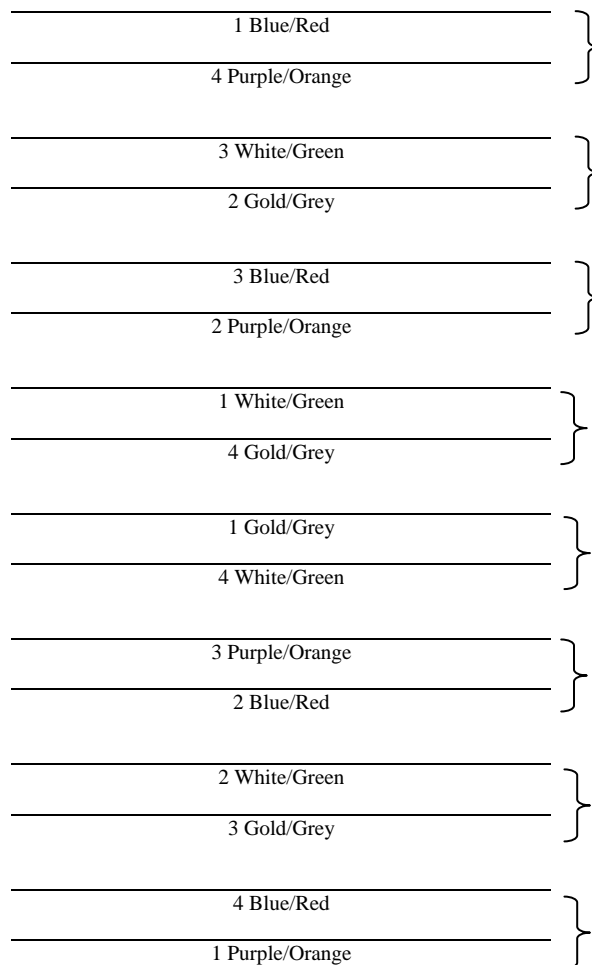 1 Blue/Red
4 Purple/Orange
3 White/Green
2 Gold/Grey
3 Blue/Red
2 Purple/Orange
1 White/Green
4 Gold/Grey
1 Gold/Grey
4 White/Green
3 Purple/Orange
2 Blue/Red
2 White/Green
3 Gold/Grey
4 Blue/Red
1 Purple/Orange